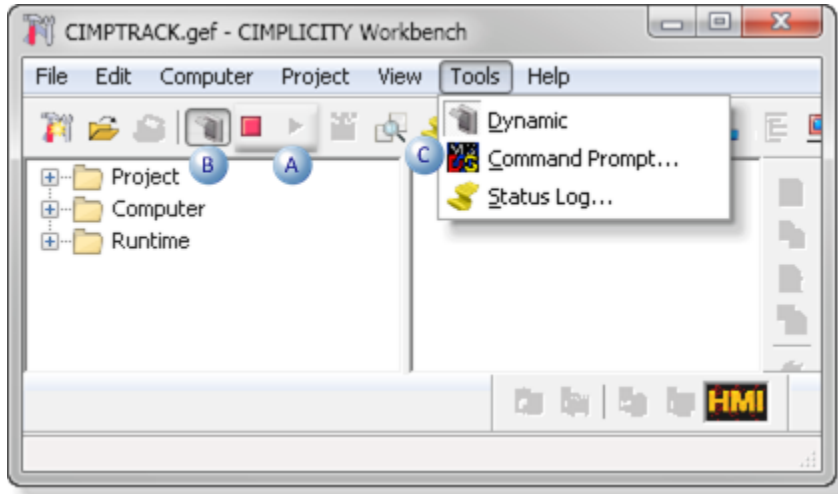 CIMPTRACK.gef - CIMPLICITY Workbench
File Edit Computer Project View Tools Help
B
A
C
Dynamic
Command Prompt...
Status Log...
Project
Computer
Runtime
HMI